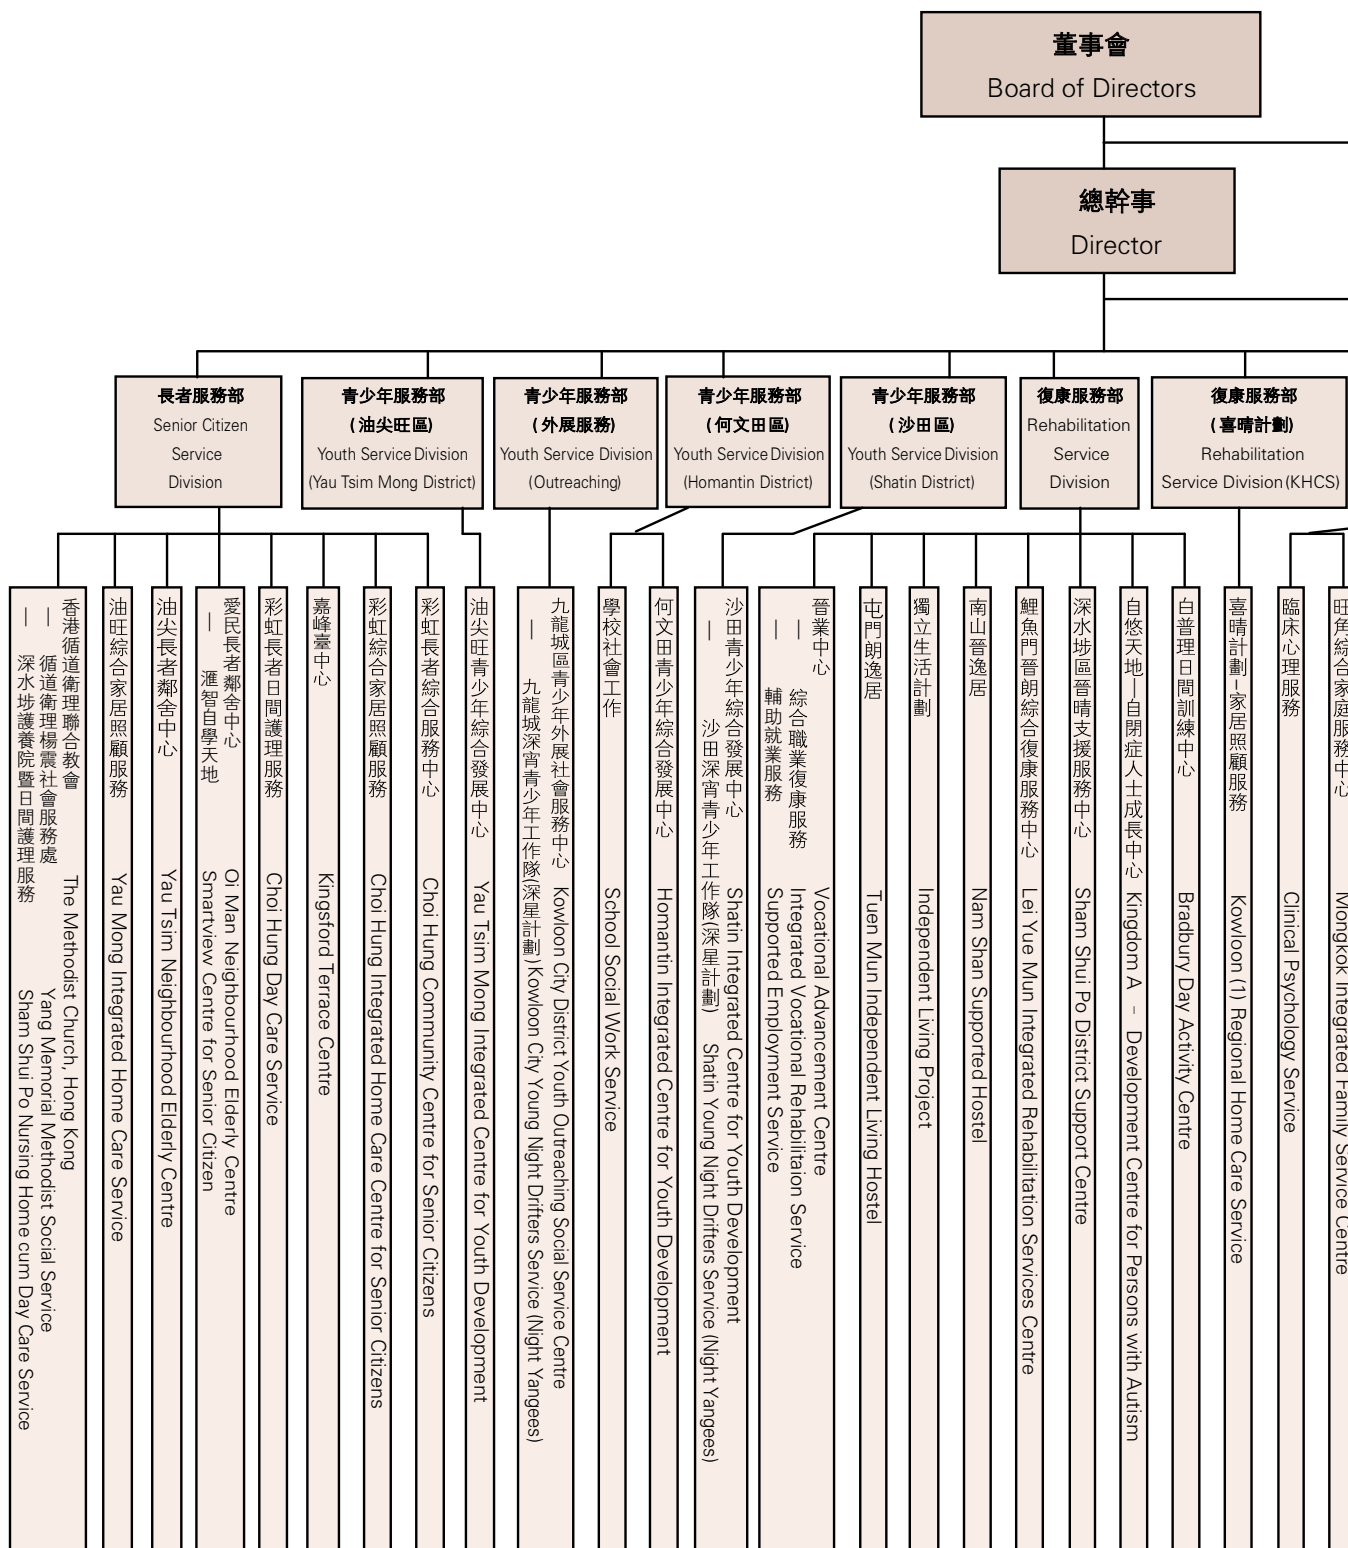 董事會
Board of Directors
總幹事
Director
長者服務部
Senior Citizen
Service
Division
青少年服務部
(油尖旺區)
Youth Service Division
(Yau Tsim Mong District)
青少年服務部
(外展服務)
Youth Service Division
(Outreaching)
青少年服務部
(何文田區)
Youth Service Division
(Homantin District)
青少年服務部
(沙田區)
Youth Service Division
(Shatin District)
復康服務部
Rehabilitation
Service
Division
復康服務部
(喜晴計劃)
Rehabilitation
Service Division (KHCS)
香港循道衛理聯合教會
— 循道衛理楊震社會服務處
— 深水埗護養院暨日間護理服務
The Methodist Church, Hong Kong
Yang Memorial Methodist Social Service
Sham Shui Po Nursing Home cum Day Care Service
油旺綜合家居照顧服務
Yau Mong Integrated Home Care Service
油尖長者鄰舍中心
Yau Tsim Neighbourhood Elderly Centre
愛民長者鄰舍中心
— 滙智自學天地
Oi Man Neighbourhood Elderly Centre
Smartview Centre for Senior Citizen
彩虹長者日間護理服務
Choi Hung Day Care Service
嘉峰臺中心
Kingsford Terrace Centre
彩虹綜合家居照顧服務
Choi Hung Integrated Home Care Centre for Senior Citizens
彩虹長者綜合服務中心
Choi Hung Community Centre for Senior Citizens
油尖旺青少年綜合發展中心
Yau Tsim Mong Integrated Centre for Youth Development
九龍城區青少年外展社會服務中心
Kowloon City District Youth Outreaching Social Service Centre
— 九龍城深宵青少年工作隊(深星計劃)
Kowloon City Young Night Drifters Service (Night Yangees)
學校社會工作
School Social Work Service
何文田青少年綜合發展中心
Homantin Integrated Centre for Youth Development
沙田青少年綜合發展中心
Shatin Integrated Centre for Youth Development
— 沙田深宵青少年工作隊(深星計劃)
Shatin Young Night Drifters Service (Night Yangees)
晉業中心
— 綜合職業復康服務
— 輔助就業服務
Vocational Advancement Centre
Integrated Vocational Rehabilitaion Service
Supported Employment Service
屯門朗逸居
Tuen Mun Independent Living Hostel
獨立生活計劃
Independent Living Project
南山晉逸居
Nam Shan Supported Hostel
鯉魚門晉朗綜合復康服務中心
Lei Yue Mun Integrated Rehabilitation Services Centre
深水埗區晉晴支援服務中心
Sham Shui Po District Support Centre
自悠天地—自閉症人士成長中心
Kingdom A – Development Centre for Persons with Autism
白普理日間訓練中心
Bradbury Day Activity Centre
喜晴計劃–家居照顧服務
Kowloon (1) Regional Home Care Service
臨床心理服務
Clinical Psychology Service
旺角綜合家庭服務中心
Mongkok Integrated Family Service Centre